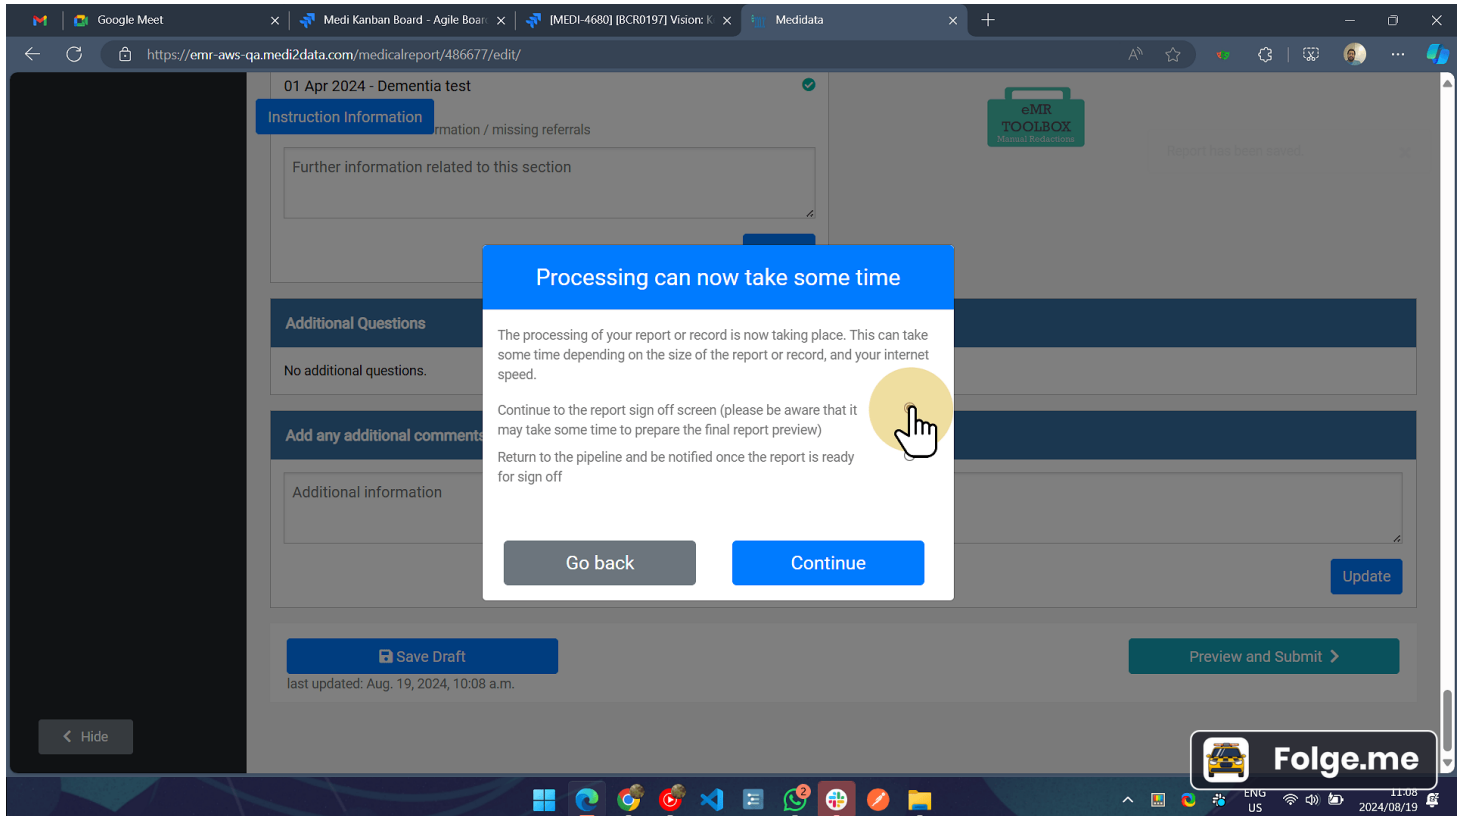 Google Meet
Medi Kanban Board - Agile Boar
[MEDI-4680] [BCR0197] Vision: K
Medidata
https://emr-aws-qa.medi2data.com/medicalreport/486677/edit/
01 Apr 2024 - Dementia test
Instruction Information
rmation / missing referrals
Further information related to this section
eMR
TOOLBOX
Manual Redactions
Report has been saved.
Processing can now take some time
The processing of your report or record is now taking place. This can take
some time depending on the size of the report or record, and your internet
speed.
Continue to the report sign off screen (please be aware that it
may take some time to prepare the final report preview)
Return to the pipeline and be notified once the report is ready
for sign off
Go back
Continue
Additional Questions
No additional questions.
Add any additional comments
Additional information
Update
Save Draft
Preview and Submit
last updated: Aug. 19, 2024, 10:08 a.m.
Hide
Folge.me
2
ENG
US
11:08
2024/08/19